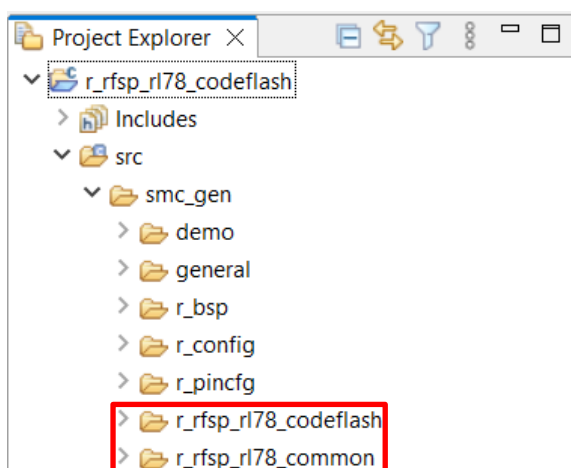 Project Explorer
r_rfsp_rl78_codeflash
Includes
src
smc_gen
demo
general
r_bsp
r_config
r_pincfg
r_rfsp_rl78_codeflash
r_rfsp_rl78_common